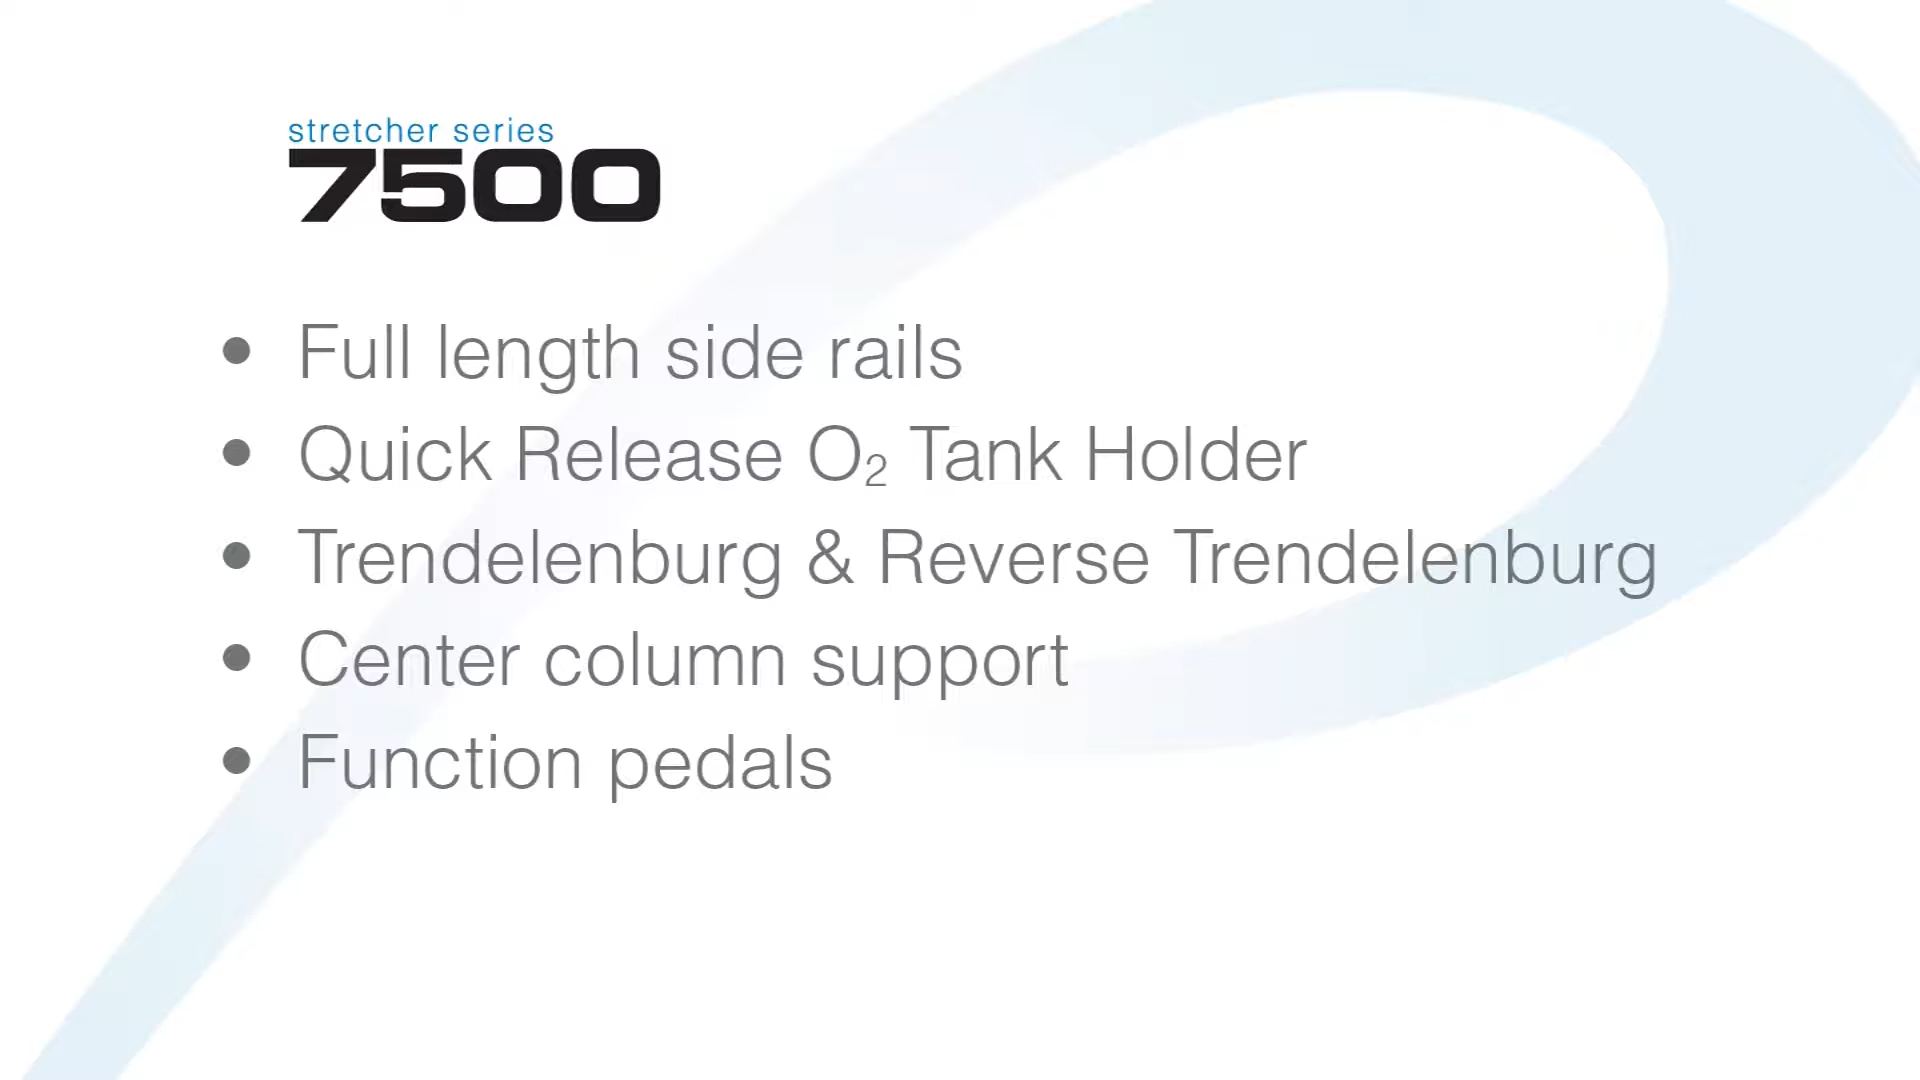 stretcher series
7500
• Full length side rails
• Quick Release O₂ Tank Holder
• Trendelenburg & Reverse Trendelenburg
• Center column support
• Function pedals